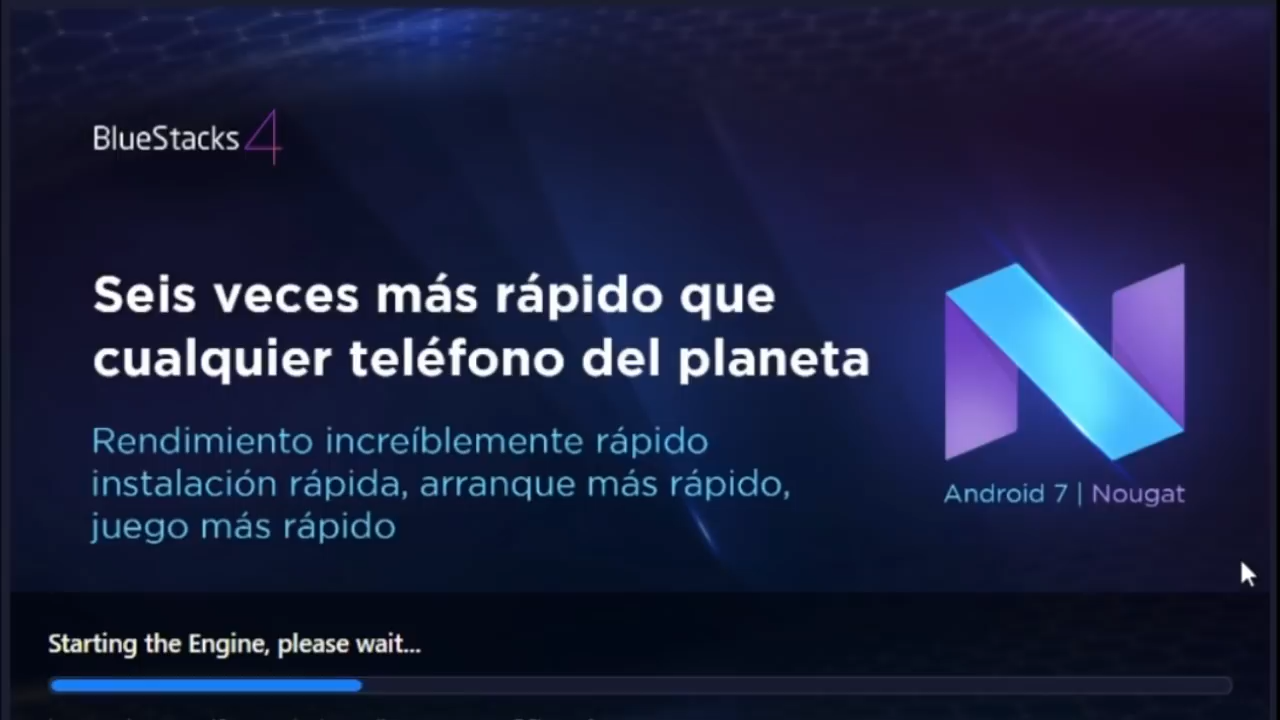 BlueStacks 4
Seis veces más rápido que
cualquier teléfono del planeta
Rendimiento increíblemente rápido
instalación rápida, arranque más rápido,
juego más rápido
Android 7 | Nougat
Starting the Engine, please wait...